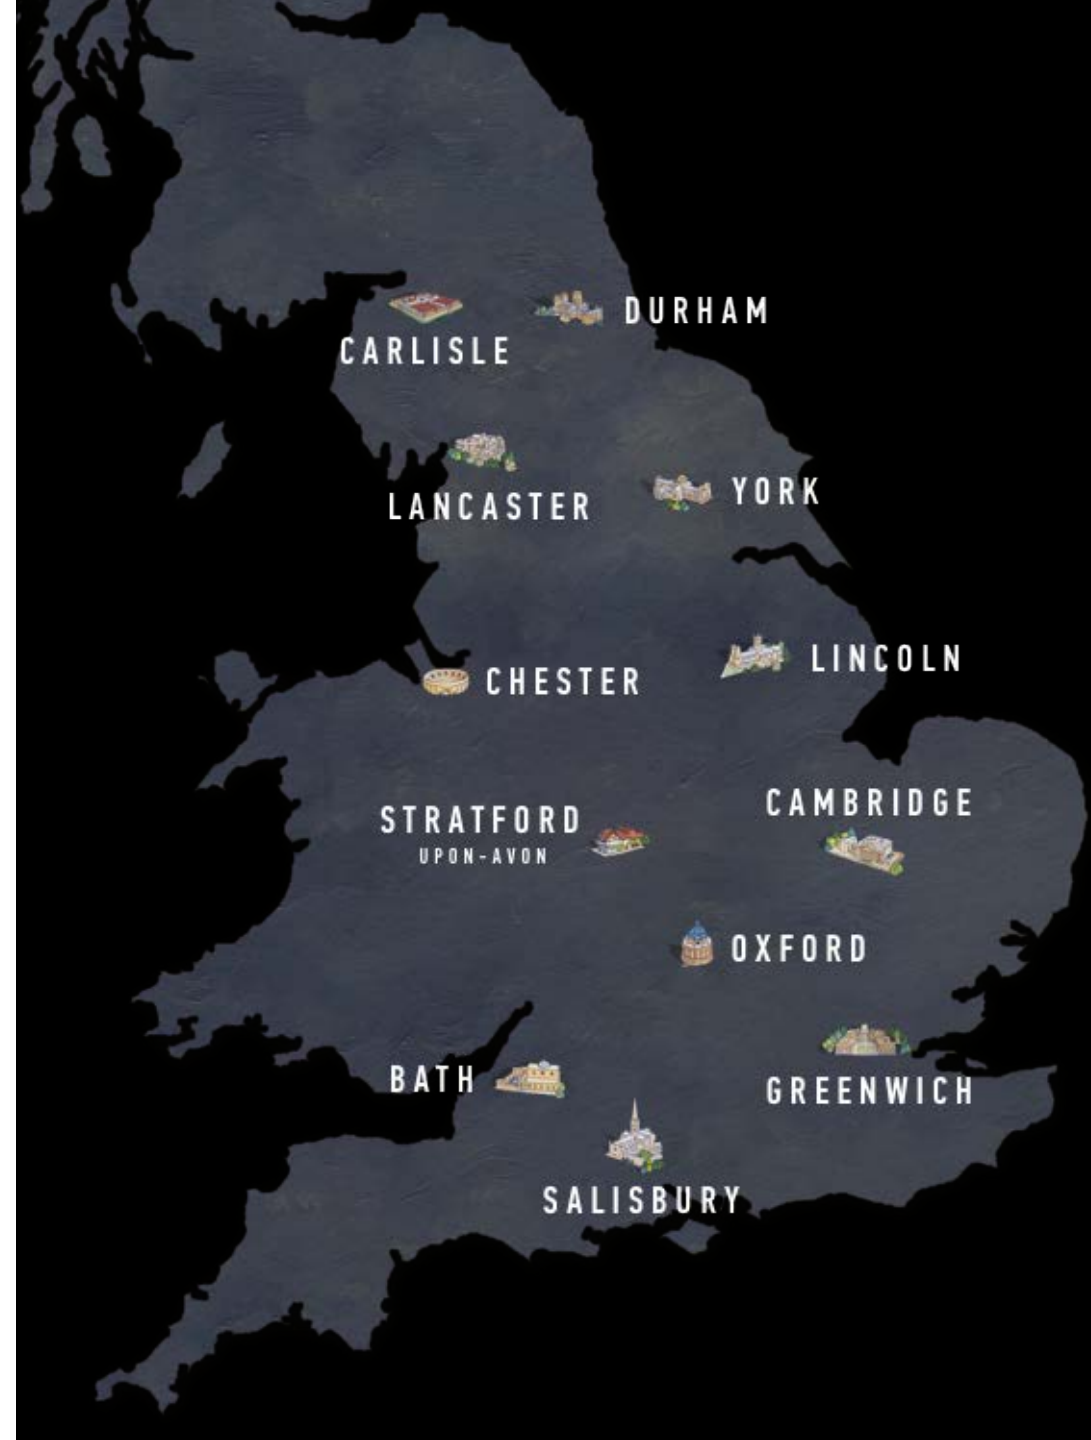 DURHAM
CARLISLE
YORK
LANCASTER
LINCOLN
CHESTER
CAMBRIDGE
STRATFORD
UPON-AVON
OXFORD
BATH
GREENWICH
SALISBURY